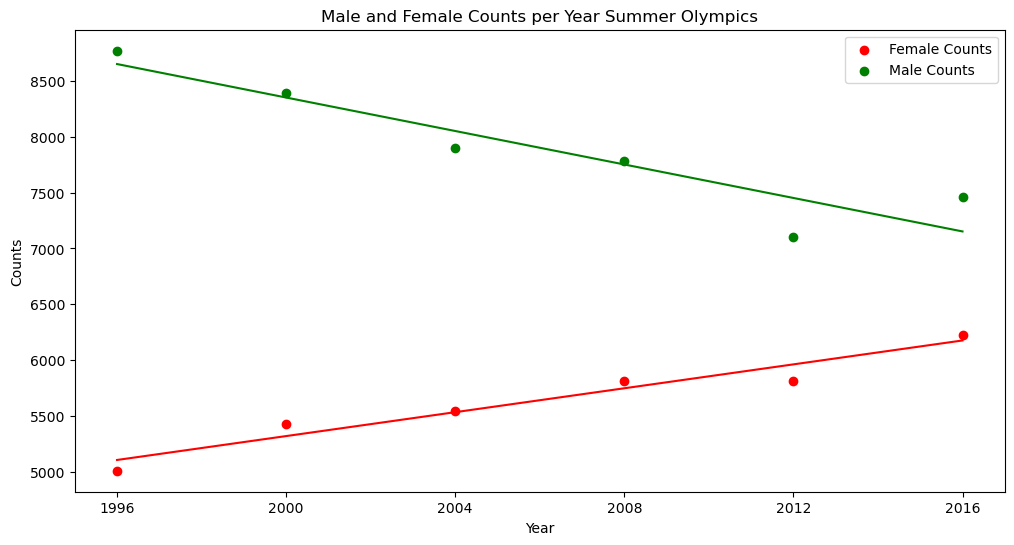 Male and Female Counts per Year Summer Olympics
Female Counts
Male Counts
8500
8000
7500
7000
6500
6000
5500
5000
Counts
1996 2000 2004 2008 2012 2016
Year